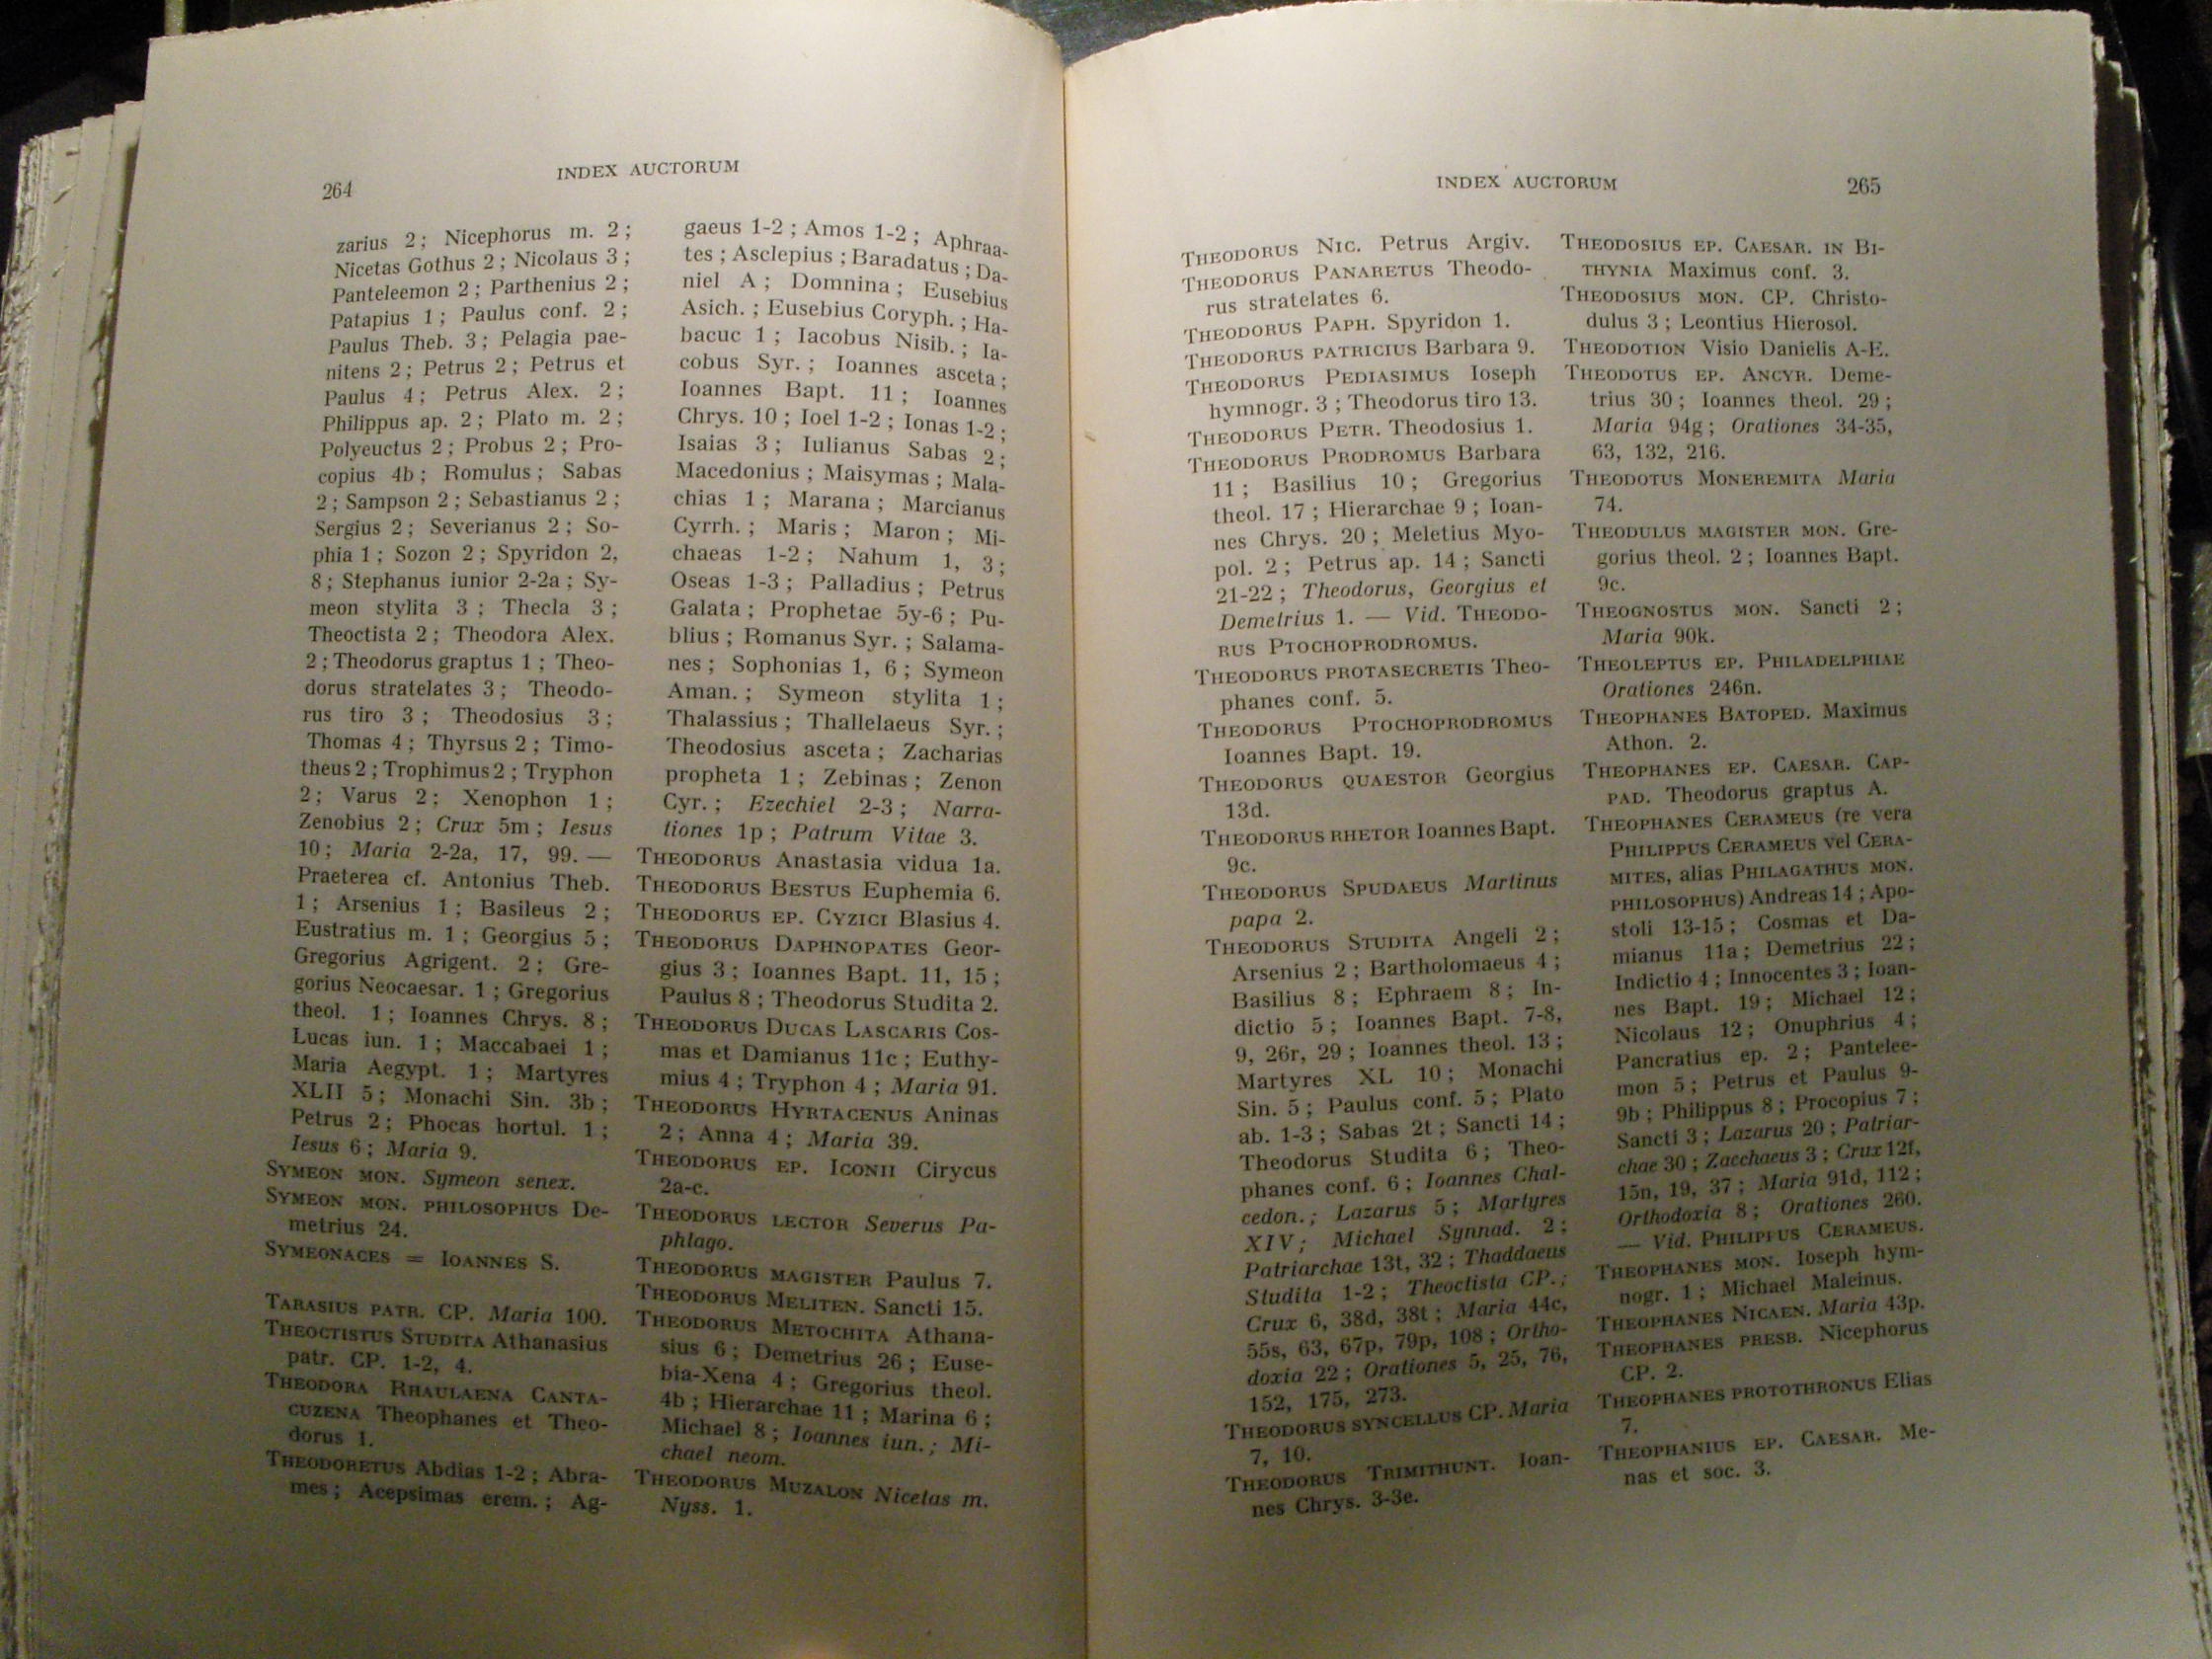 264
INDEX AUCTORUM
zarius 2; Nicephorus m. 2;
Nicetas Gothus 2; Nicolaus 3;
Panteleemon 2; Parthenius 2;
Patapius 1; Paulus conf. 2;
Paulus Theb. 3; Pelagia pae-
nitens 2; Petrus 2; Petrus et
Paulus 4; Petrus Alex. 2;
Philippus ap. 2; Plato m. 2;
Polyeuctus 2; Probus 2; Pro-
copius 4b; Romulus; Sabas
2; Sampson 2; Sebastianus 2;
Sergius 2; Severianus 2; So-
phia 1; Sozon 2; Spyridon 2,
8; Stephanus iunior 2-2a; Sy-
meon stylita 3; Thecla 3;
Theoctista 2; Theodora Alex.
2; Theodorus graptus 1; Theo-
dorus stratelates 3; Theodo-
rus tiro 3; Theodosius 3;
Thomas 4; Thyrsus 2; Timo-
theus 2; Trophimus 2; Tryphon
2; Varus 2; Xenophon 1;
Zenobius 2; Crux 5m; Iesus
10; Maria 2-2a, 17, 99. —
Praeterea cf. Antonius Theb.
1; Arsenius 1; Basileus 2;
Eustratius m. 1; Georgius 5;
Gregorius Agrigent. 2; Gre-
gorius Neocaesar. 1; Gregorius
theol. 1; Ioannes Chrys. 8;
Lucas iun. 1; Maccabaei 1;
Maria Aegypt. 1; Martyres
XLII 5; Monachi Sin. 3b;
Petrus 2; Phocas hortul. 1;
Iesus 6; Maria 9.
SYMEON MON. Symeon senex.
SYMEON MON. PHILOSOPHUS De-
metrius 24.
SYMEONACES = IOANNES S.
TARASIUS PATR. CP. Maria 100.
THEOCTISTUS STUDITA Athanasius
patr. CP. 1-2, 4.
THEODORA RHAULAENA CANTA-
CUZENA Theophanes et Theo-
dorus 1.
THEODORETUS Abdias 1-2; Abra-
mes; Acepsimas erem.; Ag-
gaeus 1-2; Amos 1-2; Aphraa-
tes; Asclepius; Baradatus; Da-
niel A; Domnina; Eusebius
Asich.; Eusebius Coryph.; Ha-
bacuc 1; Iacobus Nisib.; Ia-
cobus Syr.; Ioannes asceta;
Ioannes Bapt. 11; Ioannes
Chrys. 10; Ioel 1-2; Ionas 1-2;
Isaias 3; Iulianus Sabas 2;
Macedonius; Maisymas; Mala-
chias 1; Marana; Marcianus
Cyrrh.; Maris; Maron; Mi-
chaeas 1-2; Nahum 1, 3;
Oseas 1-3; Palladius; Petrus
Galata; Prophetae 5y-6; Pu-
blius; Romanus Syr.; Salama-
nes; Sophonias 1, 6; Symeon
Aman.; Symeon stylita 1;
Thalassius; Thallelaeus Syr.;
Theodosius asceta; Zacharias
propheta 1; Zebinas; Zenon
Cyr.; Ezechiel 2-3; Narra-
tiones 1p; Patrum Vitae 3.
THEODORUS Anastasia vidua 1a.
THEODORUS BESTUS Euphemia 6.
THEODORUS EP. CYZICI Blasius 4.
THEODORUS DAPHNOPATES Geor-
gius 3; Ioannes Bapt. 11, 15;
Paulus 8; Theodorus Studita 2.
THEODORUS DUCAS LASCARIS Cos-
mas et Damianus 11c; Euthy-
mius 4; Tryphon 4; Maria 91.
THEODORUS HYRTACENUS Aninas
2; Anna 4; Maria 39.
THEODORUS EP. ICONII Cirycus
2a-c.
THEODORUS LECTOR Severus Pa-
phlago.
THEODORUS MAGISTER Paulus 7.
THEODORUS MELITEN. Sancti 15.
THEODORUS METOCHITA Athana-
sius 6; Demetrius 26; Euse-
bia-Xena 4; Gregorius theol.
4b; Hierarchae 11; Marina 6;
Michael 8; Ioannes iun.; Mi-
chael neom.
THEODORUS MUZALON Nicetas m.
Nyss. 1.
INDEX AUCTORUM
265
THEODORUS NIC. Petrus Argiv.
THEODORUS PANARETUS Theodo-
rus stratelates 6.
THEODORUS PAPH. Spyridon 1.
THEODORUS PATRICIUS Barbara 9.
THEODORUS PEDIASIMUS Ioseph
hymnogr. 3; Theodorus tiro 13.
THEODORUS PETR. Theodosius 1.
THEODORUS PRODROMUS Barbara
11; Basilius 10; Gregorius
theol. 17; Hierarchae 9; Ioan-
nes Chrys. 20; Meletius Myo-
pol. 2; Petrus ap. 14; Sancti
21-22; Theodorus, Georgius et
Demetrius 1. — Vid. THEODO-
RUS PTOCHOPRODROMUS.
THEODORUS PROTASECRETIS Theo-
phanes conf. 5.
THEODORUS PTOCHOPRODROMUS
Ioannes Bapt. 19.
THEODORUS QUAESTOR Georgius
13d.
THEODORUS RHETOR Ioannes Bapt.
9c.
THEODORUS SPUDAEUS Martinus
papa 2.
THEODORUS STUDITA Angeli 2;
Arsenius 2; Bartholomaeus 4;
Basilius 8; Ephraem 8; In-
dictio 5; Ioannes Bapt. 7-8,
9, 26r, 29; Ioannes theol. 13;
Martyres XL 10; Monachi
Sin. 5; Paulus conf. 5; Plato
ab. 1-3; Sabas 2t; Sancti 14;
Theodorus Studita 6; Theo-
phanes conf. 6; Ioannes Chal-
cedon.; Lazarus 5; Martyres
XIV; Michael Synnad. 2;
Patriarchae 13t, 32; Thaddaeus
Studita 1-2; Theoctista CP.;
Crux 6, 38d, 38t; Maria 44c,
55s, 63, 67p, 79p, 108; Ortho-
doxia 22; Orationes 5, 25, 76,
152, 175, 273.
THEODORUS SYNCELLUS CP. Maria
7, 10.
THEODORUS TRIMITHUNT. Ioan-
nes Chrys. 3-3e.
THEODOSIUS EP. CAESAR. IN BI-
THYNIA Maximus conf. 3.
THEODOSIUS MON. CP. Christo-
dulus 3; Leontius Hierosol.
THEODOTION Visio Danielis A-E.
THEODOTUS EP. ANCYR. Deme-
trius 30; Ioannes theol. 29;
Maria 94g; Orationes 34-35,
63, 132, 216.
THEODOTUS MONEREMITA Maria
74.
THEODULUS MAGISTER MON. Gre-
gorius theol. 2; Ioannes Bapt.
9c.
THEOGNOSTUS MON. Sancti 2;
Maria 90k.
THEOLEPTUS EP. PHILADELPHIAE
Orationes 246n.
THEOPHANES BATOPED. Maximus
Athon. 2.
THEOPHANES EP. CAESAR. CAP-
PAD. Theodorus graptus A.
THEOPHANES CERAMEUS (re vera
PHILIPPUS CERAMEUS vel CERA-
MITES, alias PHILAGATHUS MON.
PHILOSOPHUS) Andreas 14; Apo-
stoli 13-15; Cosmas et Da-
mianus 11a; Demetrius 22;
Indictio 4; Innocentes 3; Ioan-
nes Bapt. 19; Michael 12;
Nicolaus 12; Onuphrius 4;
Pancratius ep. 2; Pantelee-
mon 5; Petrus et Paulus 9-
9b; Philippus 8; Procopius 7;
Sancti 3; Lazarus 20; Patriar-
chae 30; Zacchaeus 3; Crux 12f,
15n, 19, 37; Maria 91d, 112;
Orthodoxia 8; Orationes 260.
— Vid. PHILIPPUS CERAMEUS.
THEOPHANES MON. Ioseph hym-
nogr. 1; Michael Maleinus.
THEOPHANES NICAEN. Maria 43p.
THEOPHANES PRESB. Nicephorus
CP. 2.
THEOPHANES PROTOTHRONUS Elias
7.
THEOPHANIUS EP. CAESAR. Me-
nas et soc. 3.